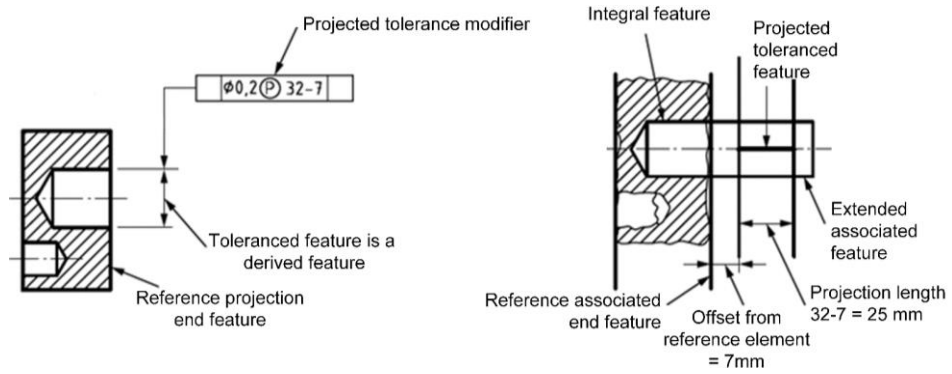 Projected tolerance modifier
⌀0,2 Ⓟ 32-7
Toleranced feature is a
derived feature
Reference projection
end feature
Integral feature
Projected
toleranced
feature
Extended
associated
feature
Reference associated
end feature
Offset from
reference element
= 7mm
Projection length
32-7 = 25 mm